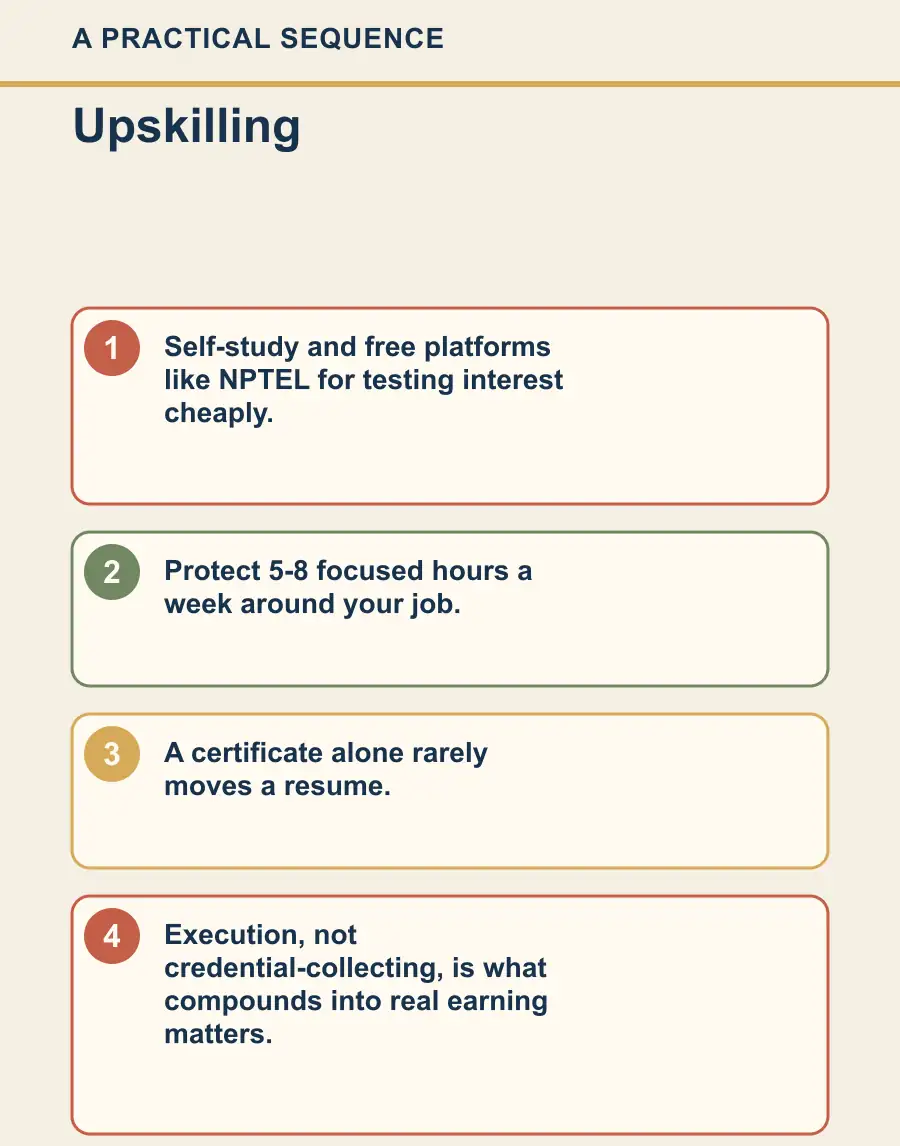 A PRACTICAL SEQUENCE
Upskilling
1
Self-study and free platforms
like NPTEL for testing interest
cheaply.
2
Protect 5-8 focused hours a
week around your job.
3
A certificate alone rarely
moves a resume.
4
Execution, not
credential-collecting, is what
compounds into real earning
matters.